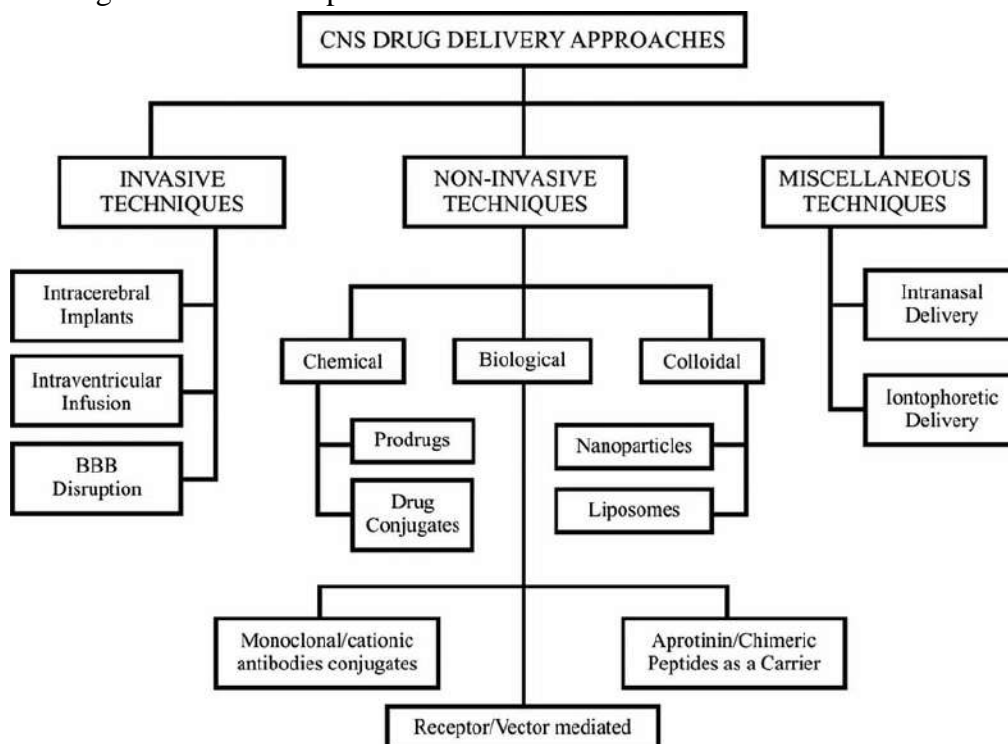 CNS DRUG DELIVERY APPROACHES
INVASIVE
TECHNIQUES
NON-INVASIVE
TECHNIQUES
MISCELLANEOUS
TECHNIQUES
Intracerebral
Implants
Intraventricular
Infusion
BBB
Disruption
Chemical
Biological
Colloidal
Prodrugs
Drug
Conjugates
Nanoparticles
Liposomes
Intranasal
Delivery
Iontophoretic
Delivery
Monoclonal/cationic
antibodies conjugates
Aprotinin/Chimeric
Peptides as a Carrier
Receptor/Vector mediated